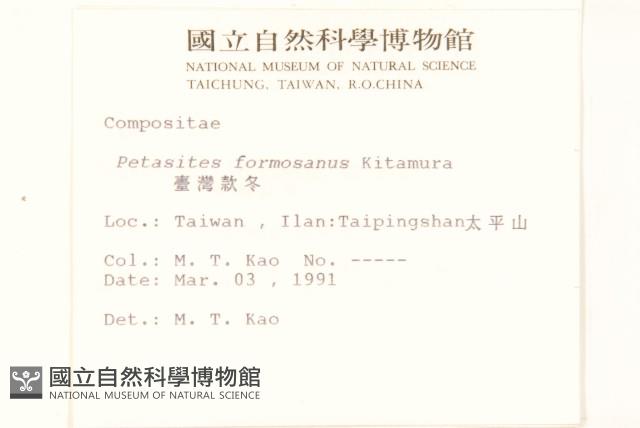 國立自然科學博物館
NATIONAL MUSEUM OF NATURAL SCIENCE
TAICHUNG, TAIWAN, R.O.CHINA
Compositae
Petasites formosanus Kitamura
臺灣款冬
Loc.: Taiwan , Ilan:Taipingshan太平山
Col.: M. T. Kao No. -----
Date: Mar. 03 , 1991
Det.: M. T. Kao
國立自然科學博物館
NATIONAL MUSEUM OF NATURAL SCIENCE